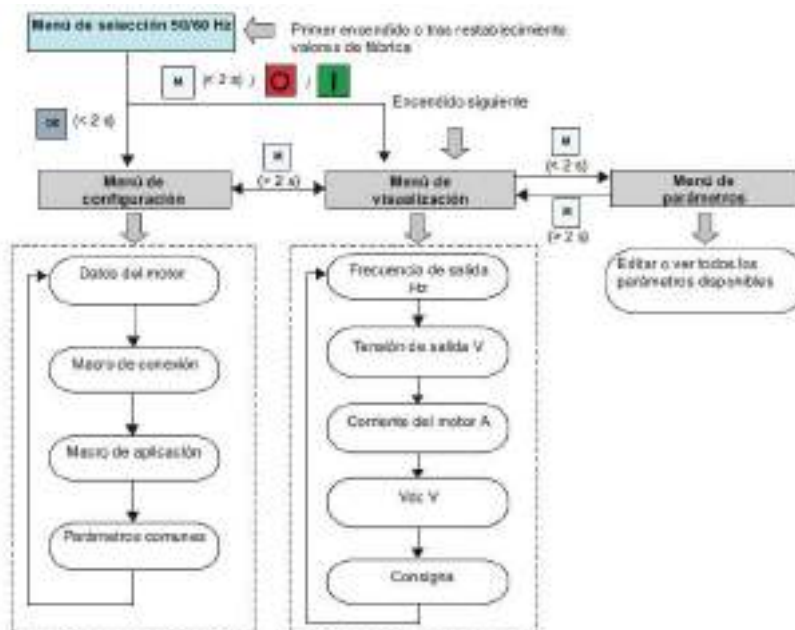 Menú de selección 50/60 Hz
Primer encendido o tras restablecimiento
valores de fábrica
M (< 2 s) / /
OK (< 2 s)
Encendido siguiente
M
(> 2 s)
M
(< 2 s)
M
(> 2 s)
Menú de
configuración
Menú de
visualización
Menú de
parámetros
Datos del motor
Macro de conexión
Macro de aplicación
Parámetros comunes
Frecuencia de salida
Hz
Tensión de salida V
Corriente del motor A
Vdc V
Consigna
Editar o ver todos los
parámetros disponibles